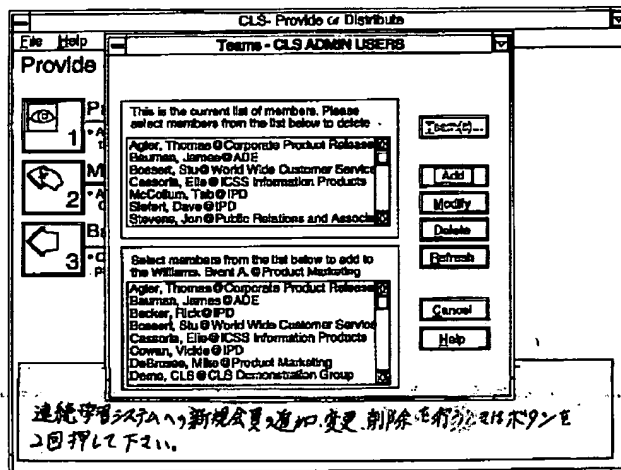 CLS- Provide or Distribute
File Help
Teams - CLS ADMIN USERS
Provide
This is the current list of members. Please
select members from the list below to delete
Agler, Thomas@Corporate Product Release
Bauman, James@ADE
Bossert, Stu@World Wide Customer Service
Cassorla, Elie@ICSS Information Products
McCollum, Tab@IPD
Siefert, Dave@IPD
Stevens, Jon@Public Relations and Associa
Select members from the list below to add to
the Williams. Brent A.@Product Marketing
Agler, Thomas@Corporate Product Release
Bauman, James@ADE
Becker, Rick@IPD
Bossert, Stu@World Wide Customer Service
Cassorla, Elie@ICSS Information Products
Cowan, Vickie@IPD
DeBrosse, Mike@Product Marketing
Demo, CLS@CLS Demonstration Group
Team(s)...
Add
Modify
Delete
Refresh
Cancel
Help
1
2
3
連続学習システムへの新規会員の追加、変更、削除を行うにはボタンを
2回押して下さい。